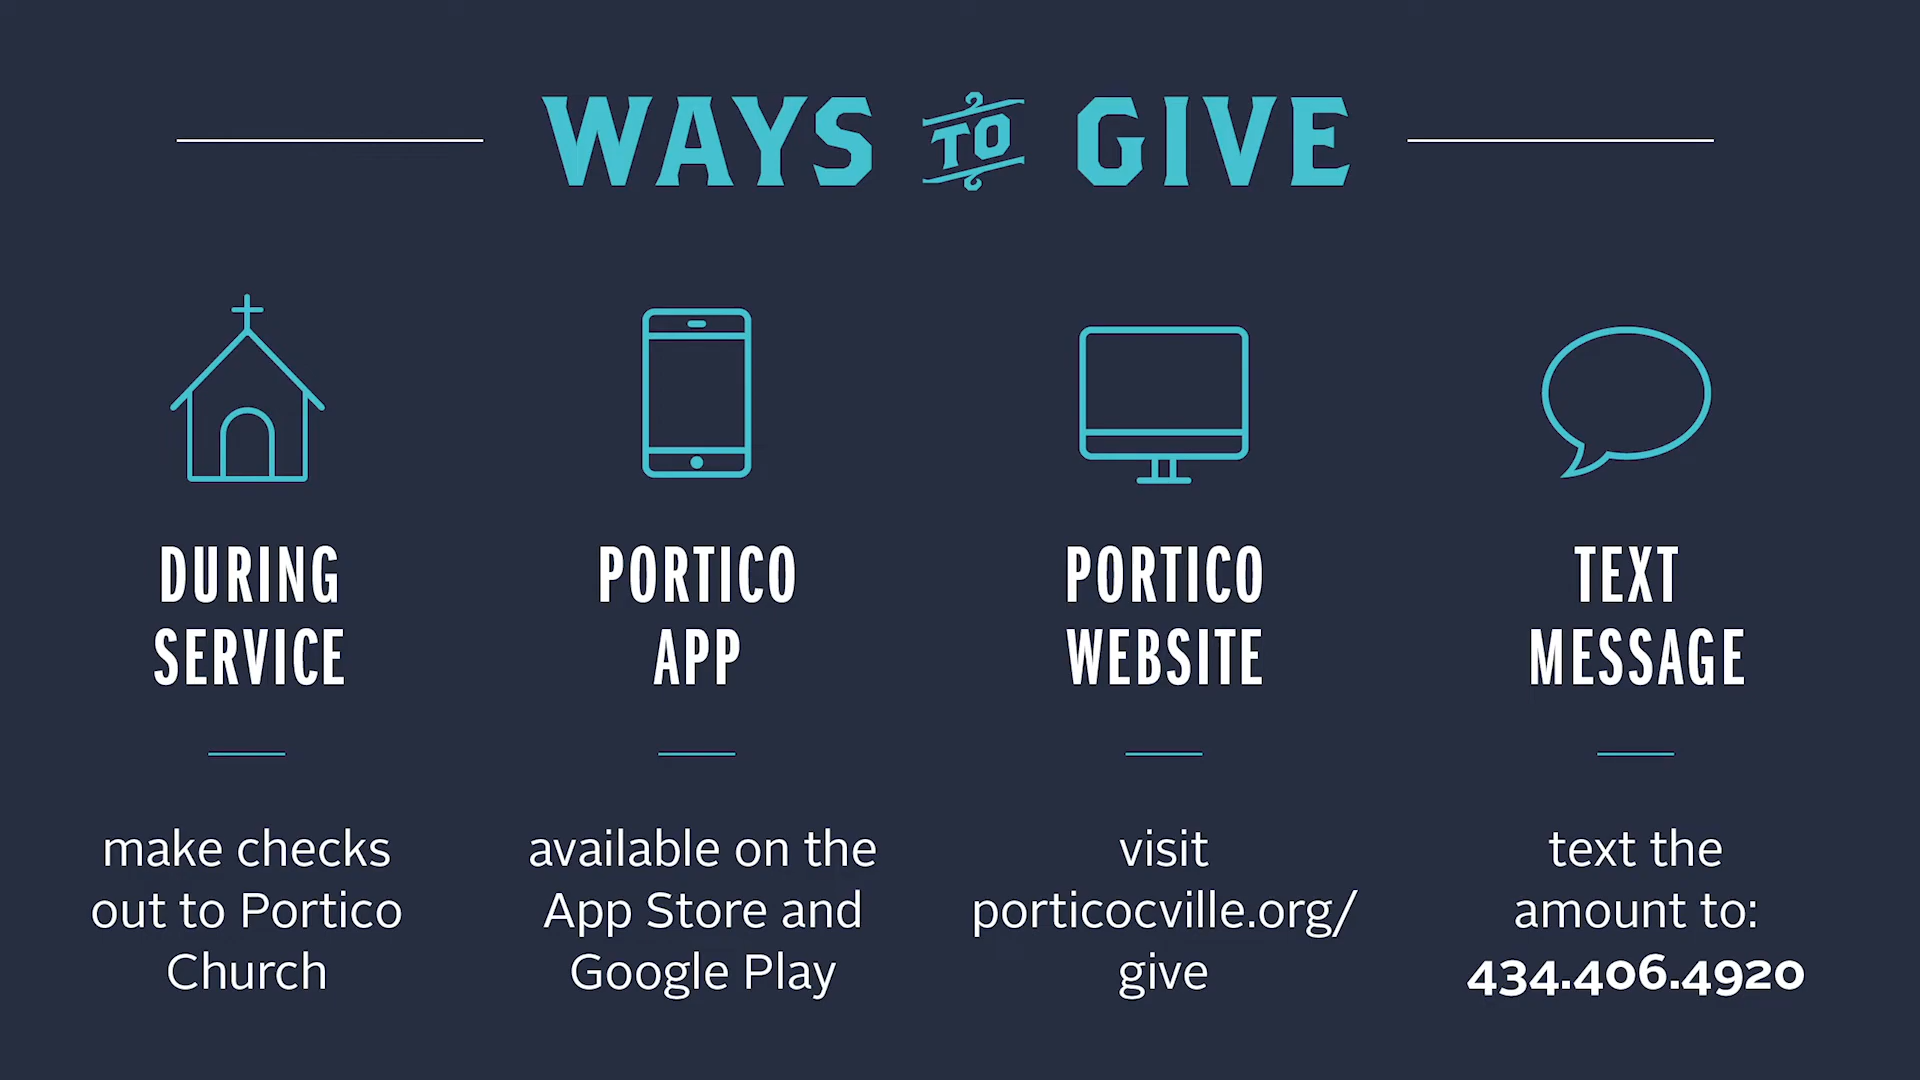 WAYS TO GIVE
DURING
SERVICE
make checks
out to Portico
Church
PORTICO
APP
available on the
App Store and
Google Play
PORTICO
WEBSITE
visit
porticocville.org/
give
TEXT
MESSAGE
text the
amount to:
434.406.4920